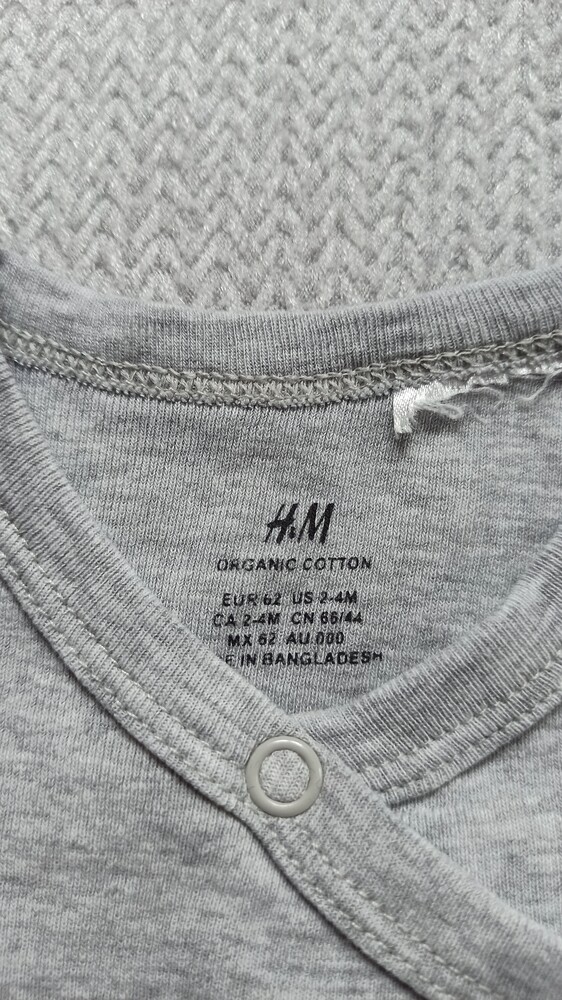 H&M
ORGANIC COTTON
EUR 62 US 2-4M
CA 2-4M CN 66/44
MX 62 AU 000
E IN BANGLADESH